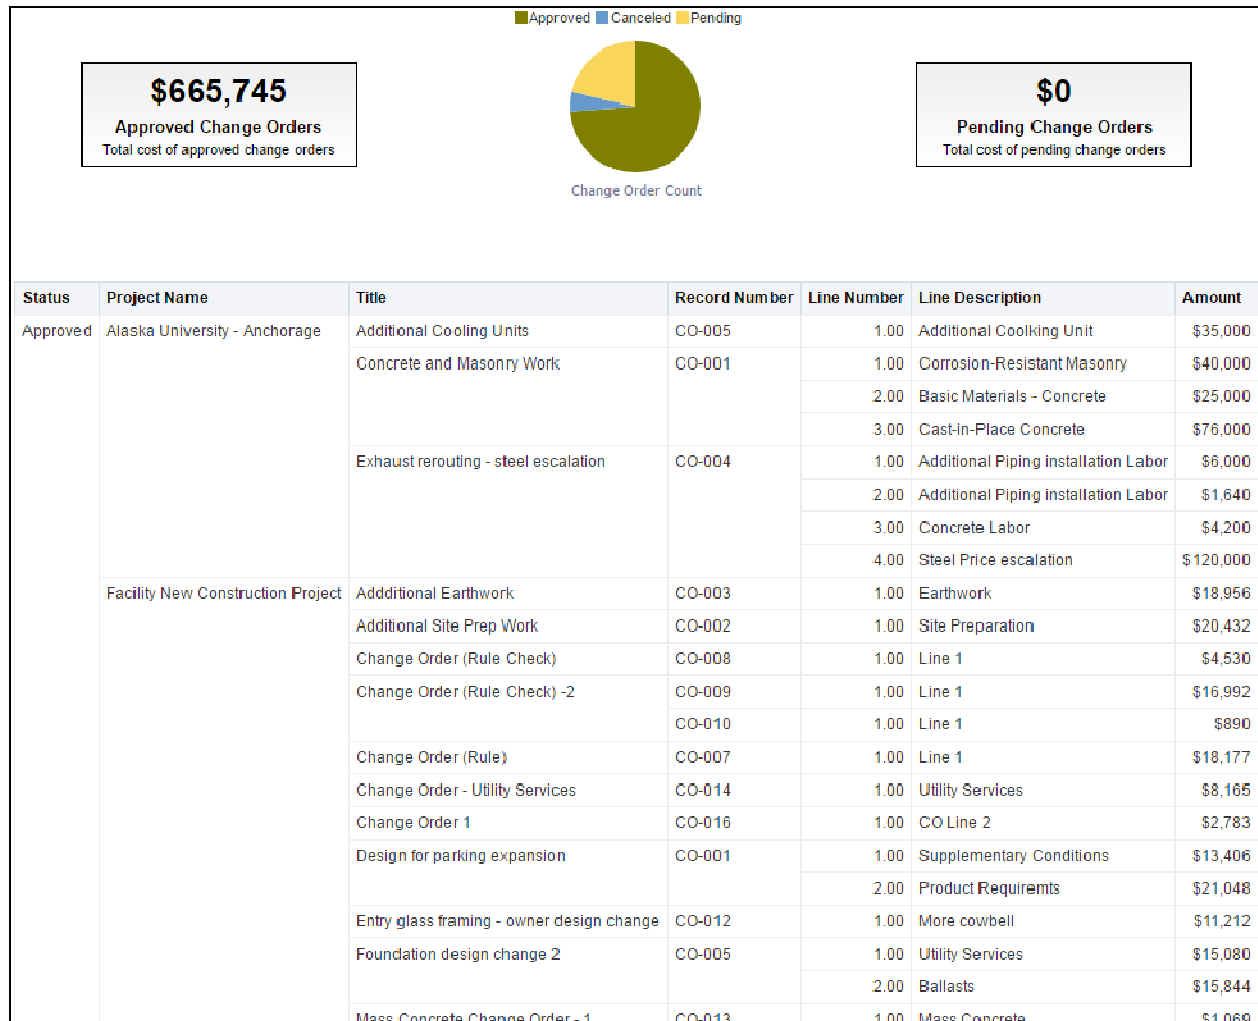 Approved Canceled Pending
$665,745
Approved Change Orders
Total cost of approved change orders
Change Order Count
$0
Pending Change Orders
Total cost of pending change orders
Status Project Name Title Record Number Line Number Line Description Amount
Approved Alaska University - Anchorage Additional Cooling Units CO-005 1.00 Additional Coolking Unit $35,000
Concrete and Masonry Work CO-001 1.00 Corrosion-Resistant Masonry $40,000
2.00 Basic Materials - Concrete $25,000
3.00 Cast-in-Place Concrete $76,000
Exhaust rerouting - steel escalation CO-004 1.00 Additional Piping installation Labor $6,000
2.00 Additional Piping installation Labor $1,640
3.00 Concrete Labor $4,200
4.00 Steel Price escalation $120,000
Facility New Construction Project Addditional Earthwork CO-003 1.00 Earthwork $18,956
Additional Site Prep Work CO-002 1.00 Site Preparation $20,432
Change Order (Rule Check) CO-008 1.00 Line 1 $4,530
Change Order (Rule Check) -2 CO-009 1.00 Line 1 $16,992
CO-010 1.00 Line 1 $890
Change Order (Rule) CO-007 1.00 Line 1 $18,177
Change Order - Utility Services CO-014 1.00 Utility Services $8,165
Change Order 1 CO-016 1.00 CO Line 2 $2,783
Design for parking expansion CO-001 1.00 Supplementary Conditions $13,406
2.00 Product Requiremts $21,048
Entry glass framing - owner design change CO-012 1.00 More cowbell $11,212
Foundation design change 2 CO-005 1.00 Utility Services $15,080
2.00 Ballasts $15,844
Mass Concrete Change Order - 1 CO-013 1.00 Mass Concrete $1,069